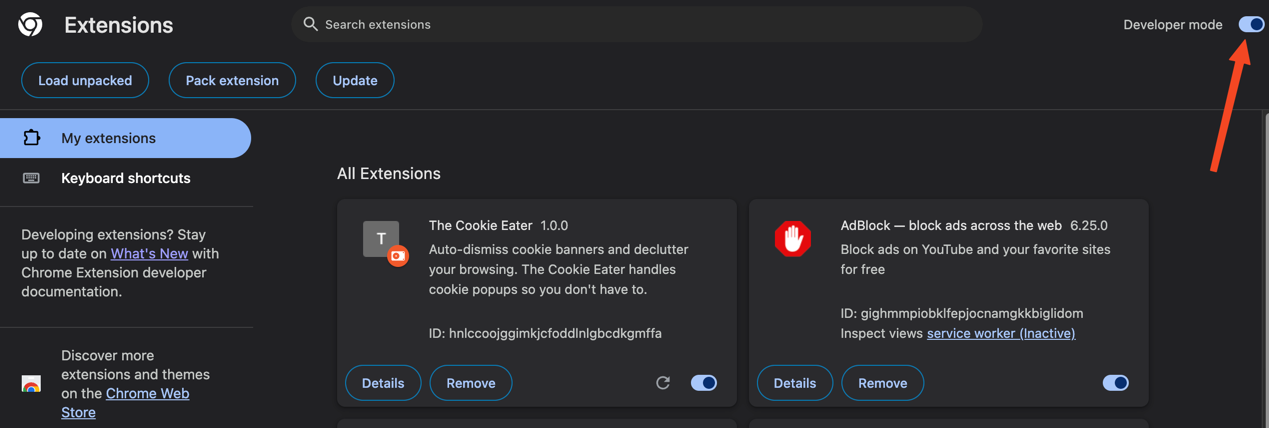 Extensions
Search extensions
Developer mode
Load unpacked
Pack extension
Update
My extensions
Keyboard shortcuts
Developing extensions? Stay
up to date on What's New with
Chrome Extension developer
documentation.
Discover more
extensions and themes
on the Chrome Web
Store
All Extensions
T
The Cookie Eater 1.0.0
Auto-dismiss cookie banners and declutter
your browsing. The Cookie Eater handles
cookie popups so you don't have to.
ID: hnlccoojggimkjcfoddlnlgbcdkgmffa
Details
Remove
AdBlock — block ads across the web 6.25.0
Block ads on YouTube and your favorite sites
for free
ID: gighmmpiobklfepjocnamgkkbiglidom
Inspect views service worker (Inactive)
Details
Remove